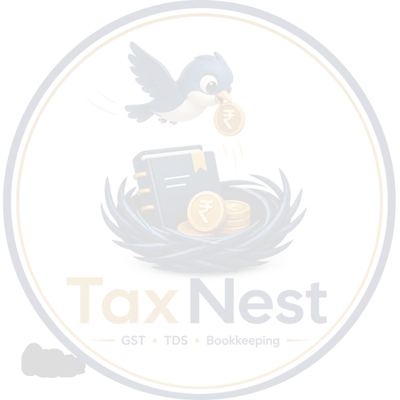 ₹
₹
TaxNest
GST • TDS • Bookkeeping